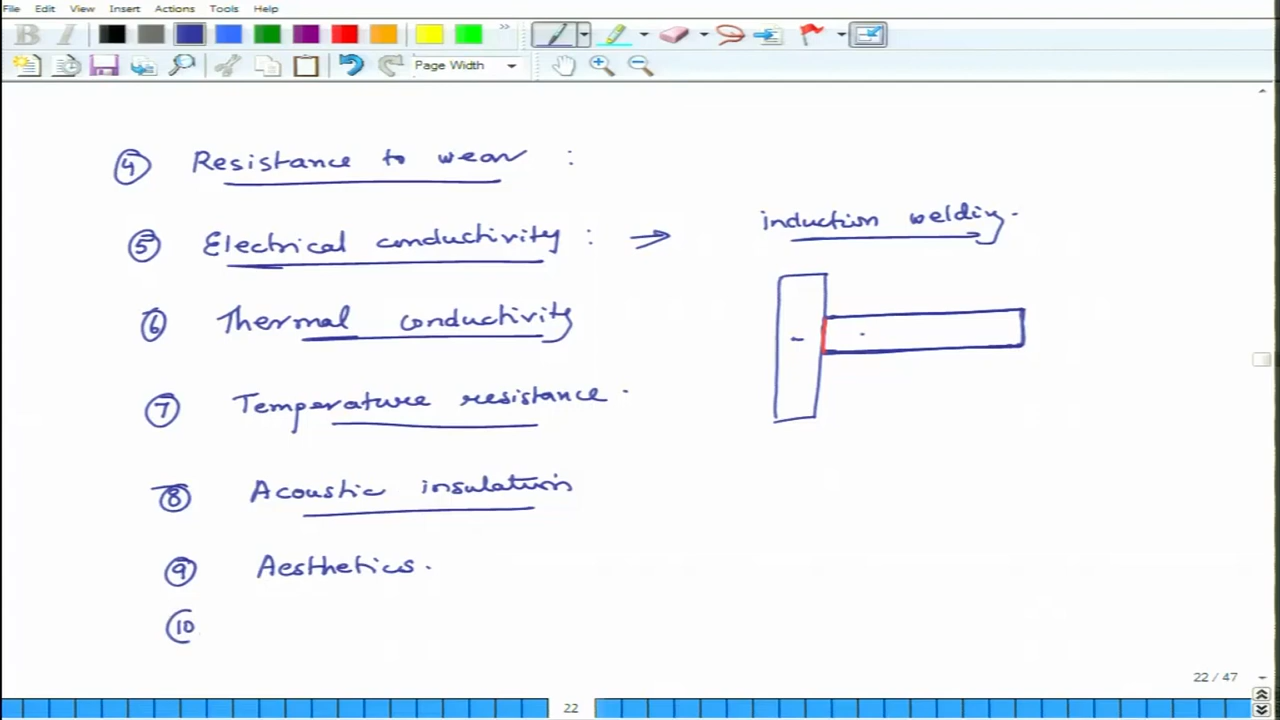 File Edit View Insert Actions Tools Help
B I
Page Width
④ Resistance to wear :
⑤ Electrical conductivity : ⇒ induction welding.
⑥ Thermal conductivity
⑦ Temperature resistance.
⑧ Acoustic insulation
⑨ Aesthetics.
⑩
22 / 47
22